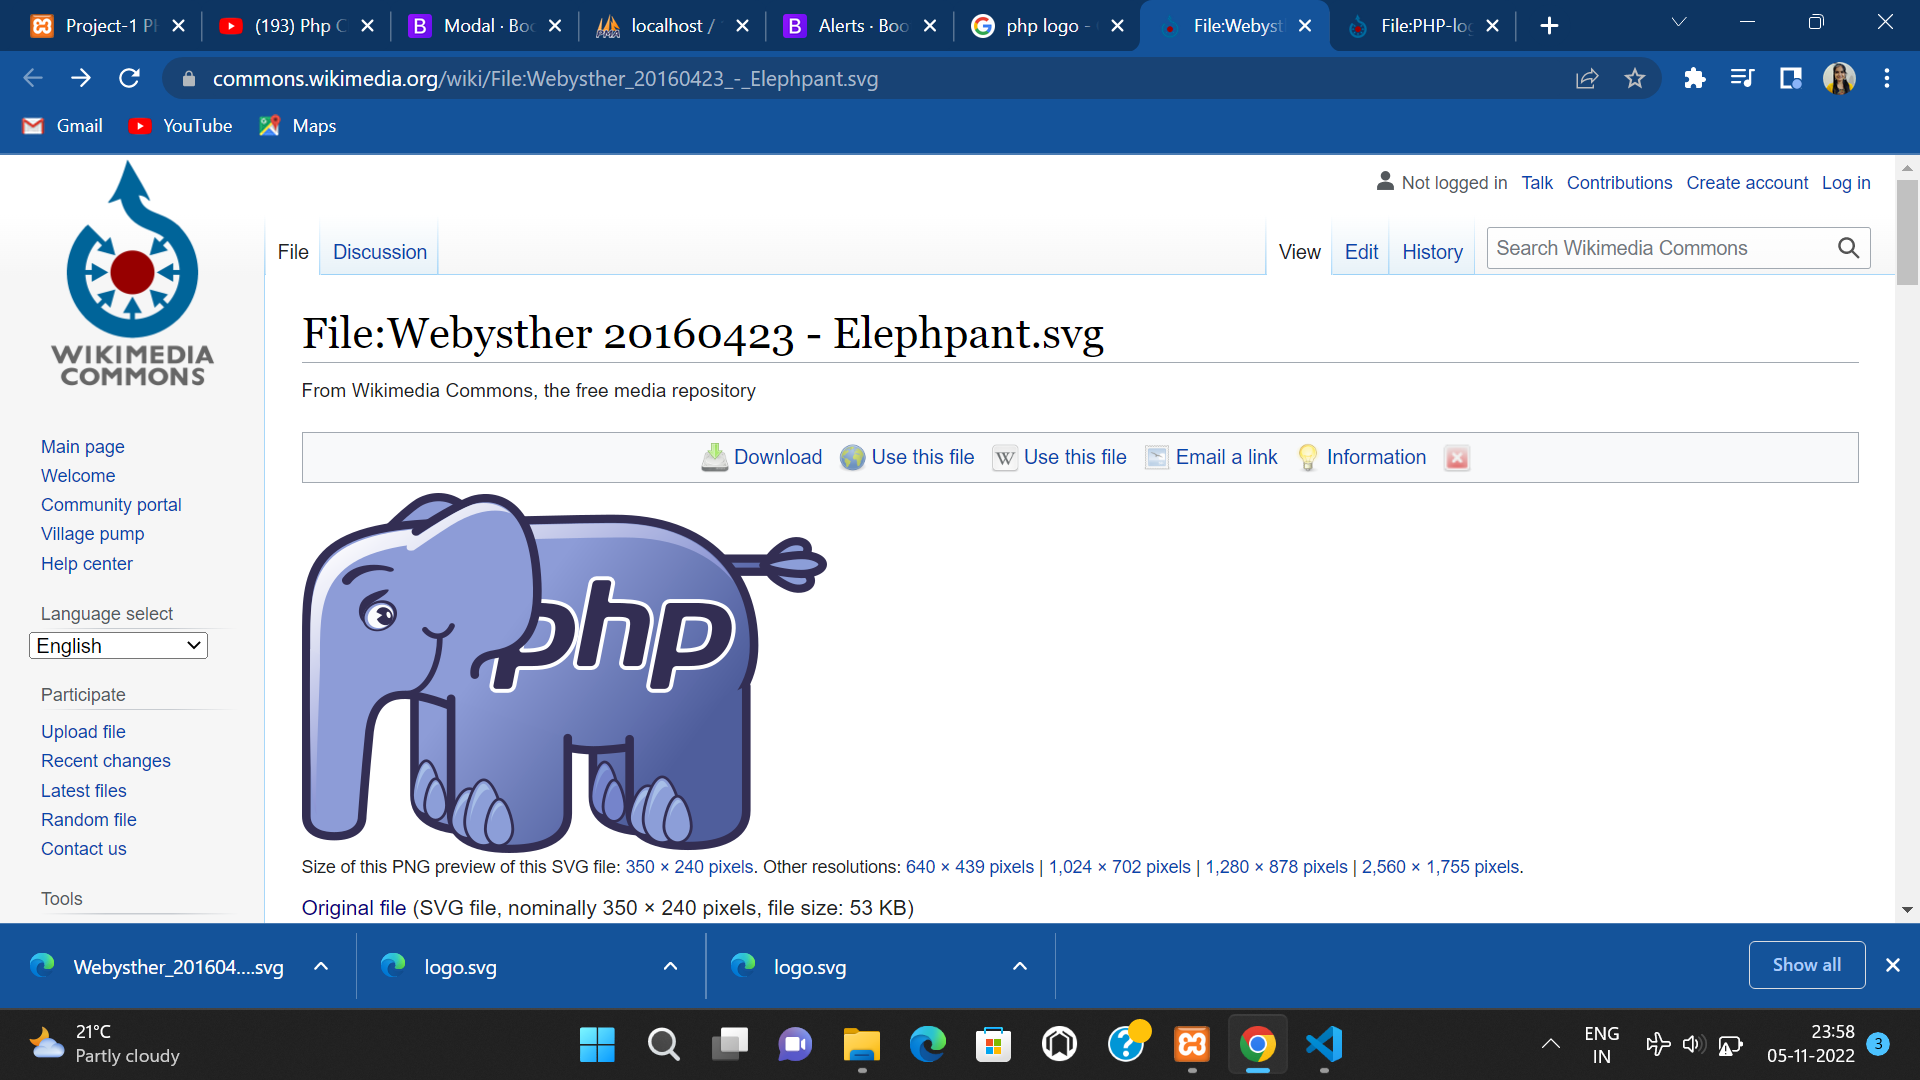 Project-1 P
(193) Php C
Modal · Boo
localhost /
Alerts · Boo
php logo -
File:Webyst
File:PHP-log
commons.wikimedia.org/wiki/File:Webysther_20160423_-_Elephpant.svg
Gmail
YouTube
Maps
Not logged in Talk Contributions Create account Log in
File Discussion View Edit History Search Wikimedia Commons
WIKIMEDIA
COMMONS
File:Webysther 20160423 - Elephpant.svg
From Wikimedia Commons, the free media repository
Download Use this file W Use this file Email a link Information
Main page
Welcome
Community portal
Village pump
Help center
Language select
English
Participate
Upload file
Recent changes
Latest files
Random file
Contact us
Tools
php
Size of this PNG preview of this SVG file: 350 × 240 pixels. Other resolutions: 640 × 439 pixels | 1,024 × 702 pixels | 1,280 × 878 pixels | 2,560 × 1,755 pixels.
Original file (SVG file, nominally 350 × 240 pixels, file size: 53 KB)
Webysther_201604....svg
logo.svg
logo.svg
Show all
21°C
Partly cloudy
ENG
IN
23:58
05-11-2022
3